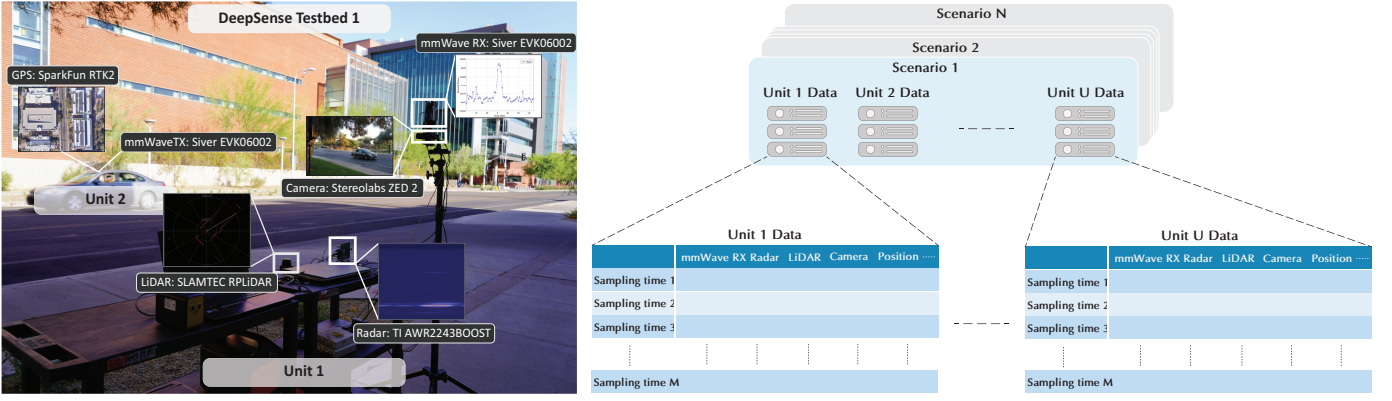 DeepSense Testbed 1
mmWave RX: Siver EVK06002
GPS: SparkFun RTK2
mmWaveTX: Siver EVK06002
Camera: Stereolabs ZED 2
Unit 2
LiDAR: SLAMTEC RPLiDAR
Radar: TI AWR2243BOOST
Unit 1
Scenario N
Scenario 2
Scenario 1
Unit 1 Data
Unit 2 Data
Unit U Data
Unit 1 Data
mmWave RX Radar LiDAR Camera Position .....
Sampling time 1
Sampling time 2
Sampling time 3
Sampling time M
Unit U Data
mmWave RX Radar LiDAR Camera Position .....
Sampling time 1
Sampling time 2
Sampling time 3
Sampling time M